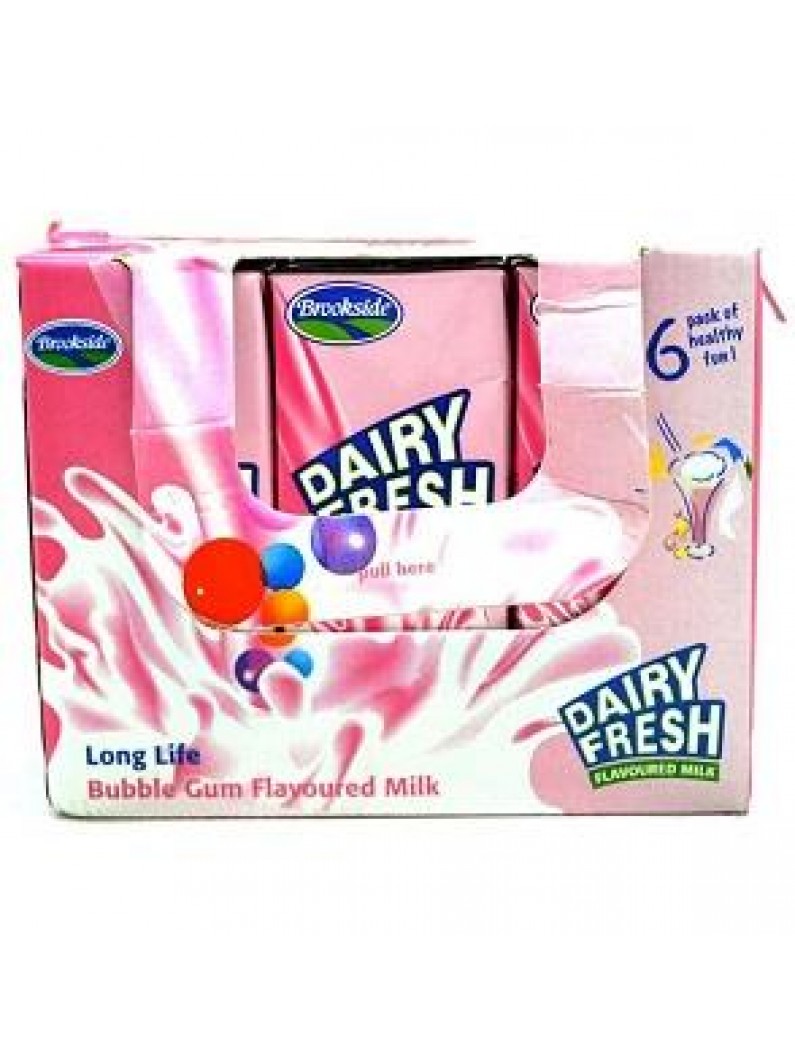 Brookside
Brookside
6 pack of
healthy
fun!
DAIRY
FRESH
H
pull here
DAIRY
FRESH
FLAVOURED MILK
Long Life
Bubble Gum Flavoured Milk